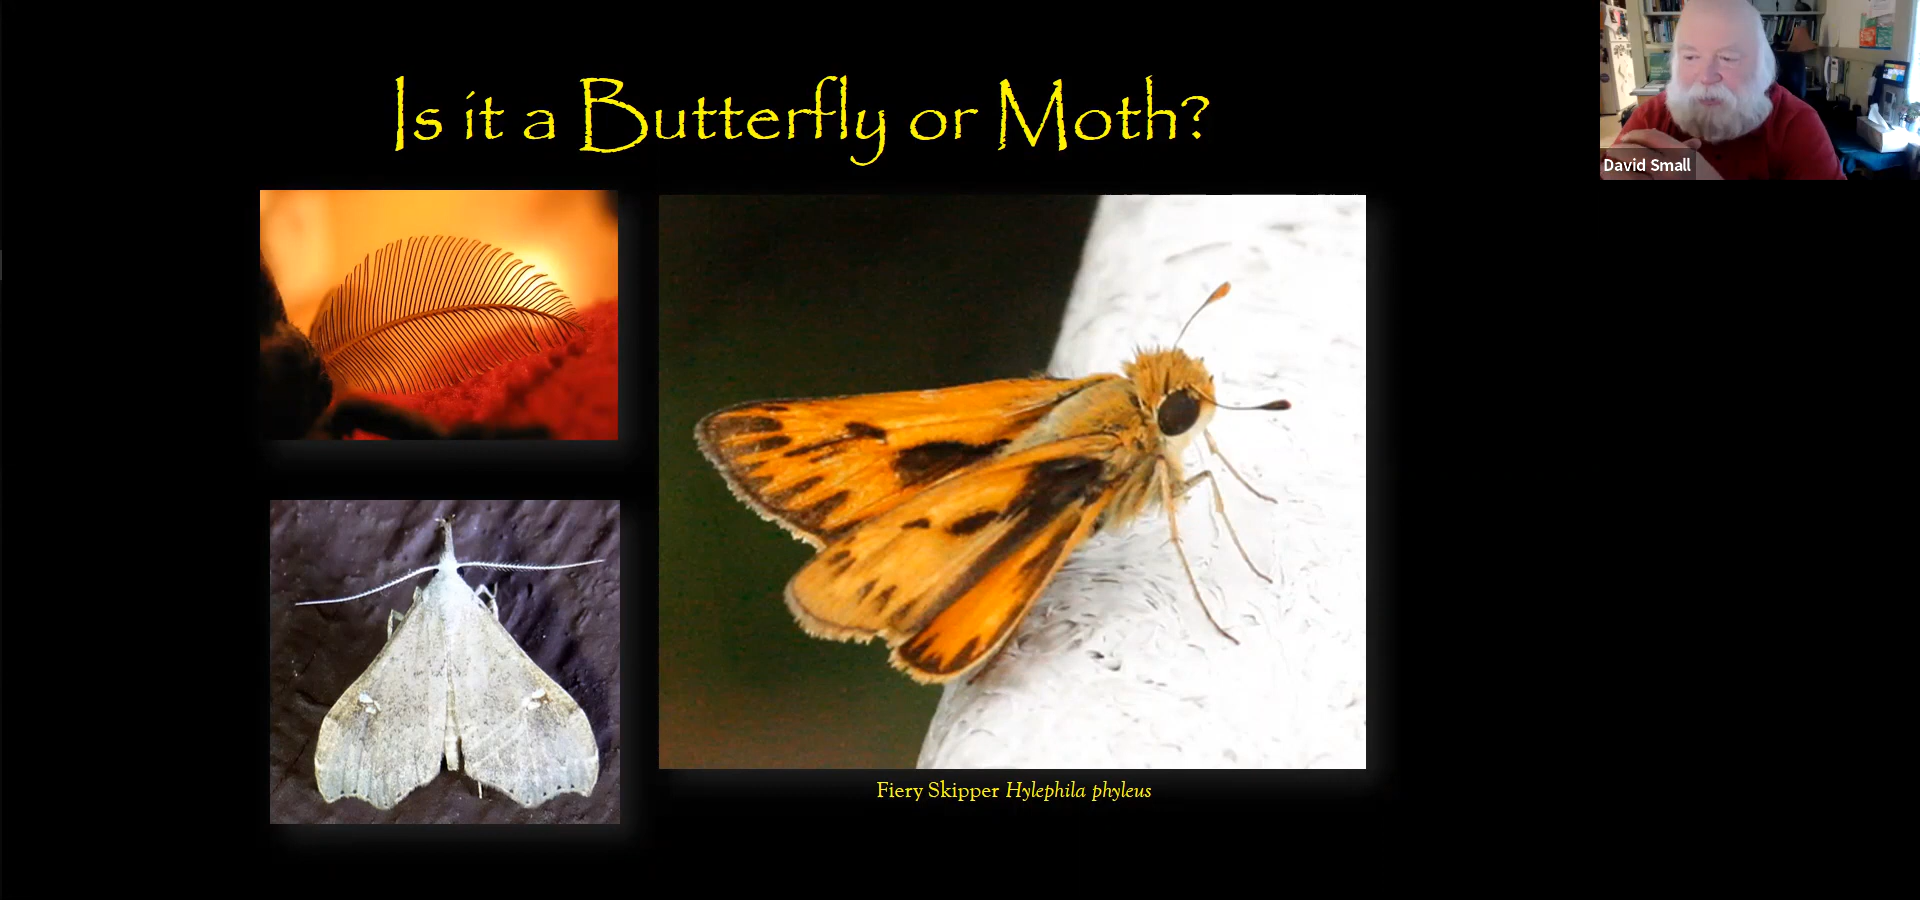 Is it a Butterfly or Moth?
David Small
Fiery Skipper Hylephila phyleus